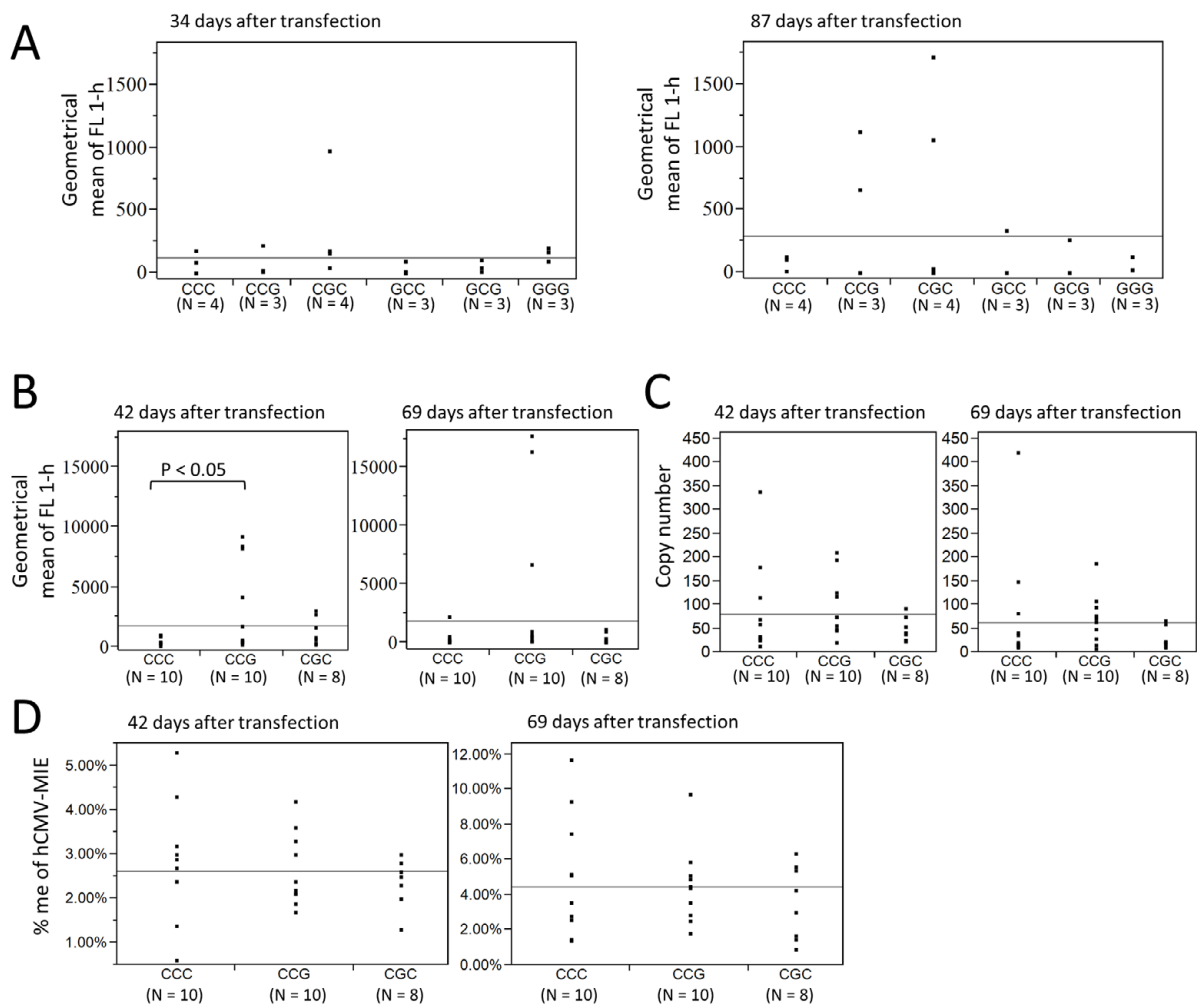 A
34 days after transfection
Geometrical
mean of FL 1-h
1500
1000
500
0
CCC CCG CGC GCC GCG GGG
(N = 4) (N = 3) (N = 4) (N = 3) (N = 3) (N = 3)
87 days after transfection
Geometrical
mean of FL 1-h
1500
1000
500
0
CCC CCG CGC GCC GCG GGG
(N = 4) (N = 3) (N = 4) (N = 3) (N = 3) (N = 3)
B
42 days after transfection
Geometrical
mean of FL 1-h
15000
10000
5000
0
P < 0.05
CCC CCG CGC
(N = 10) (N = 10) (N = 8)
69 days after transfection
15000
10000
5000
0
CCC CCG CGC
(N = 10) (N = 10) (N = 8)
C
42 days after transfection
Copy number
450
400
350
300
250
200
150
100
50
0
CCC CCG CGC
(N = 10) (N = 10) (N = 8)
69 days after transfection
450
400
350
300
250
200
150
100
50
0
CCC CCG CGC
(N = 10) (N = 10) (N = 8)
D
42 days after transfection
% me of hCMV-MIE
5.00%
4.00%
3.00%
2.00%
1.00%
CCC CCG CGC
(N = 10) (N = 10) (N = 8)
69 days after transfection
12.00%
10.00%
8.00%
6.00%
4.00%
2.00%
0.00%
CCC CCG CGC
(N = 10) (N = 10) (N = 8)